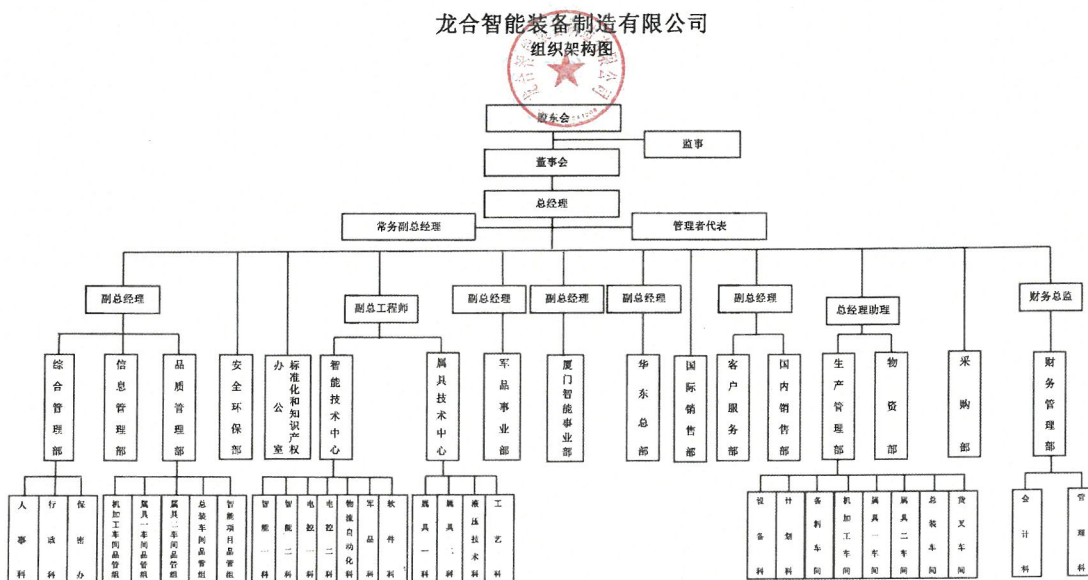 龙合智能装备制造有限公司
组织架构图
股东会
监事
董事会
总经理
常务副总经理
管理者代表
副总经理
副总工程师
副总经理
副总经理
副总经理
副总经理
总经理助理
财务总监
综合管理部
信息管理部
品质管理部
安全环保部
标准化和知识产权
办公室
智能技术中心
属具技术中心
军品事业部
厦门智能事业部
华东总部
国际销售部
客户服务部
国内销售部
生产管理部
物资部
采购部
财务管理部
人事科
行政科
保密办
机加工车间品管组
属具一车间品管组
属具二车间品管组
总装车间品管组
智能项目品管组
智能一科
智能二科
电控一科
电控二科
物流自动化科
军品科
软件科
属具一科
属具二科
液压技术科
工艺科
设备科
计划科
备料车间
机加工车间
属具一车间
属具二车间
总装车间
货叉车间
会计科
管理科